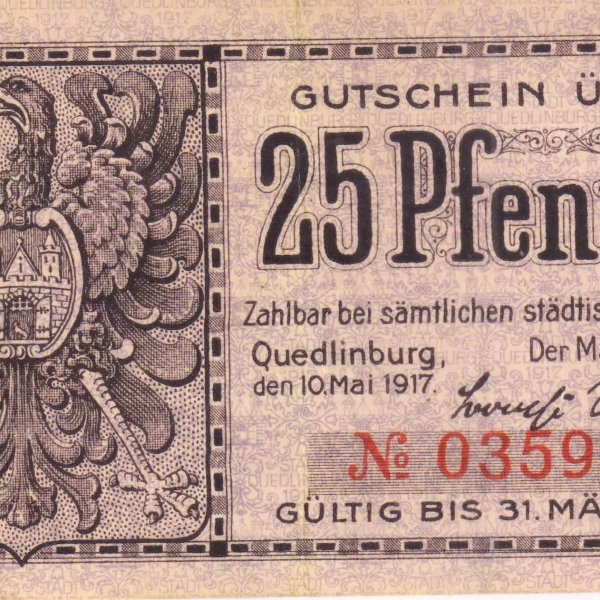 GUTSCHEIN Ü
25 Pfen
Zahlbar bei sämtlichen städtis
Quedlinburg, Der Ma
den 10. Mai 1917.
№ 0359
GÜLTIG BIS 31. MÄ